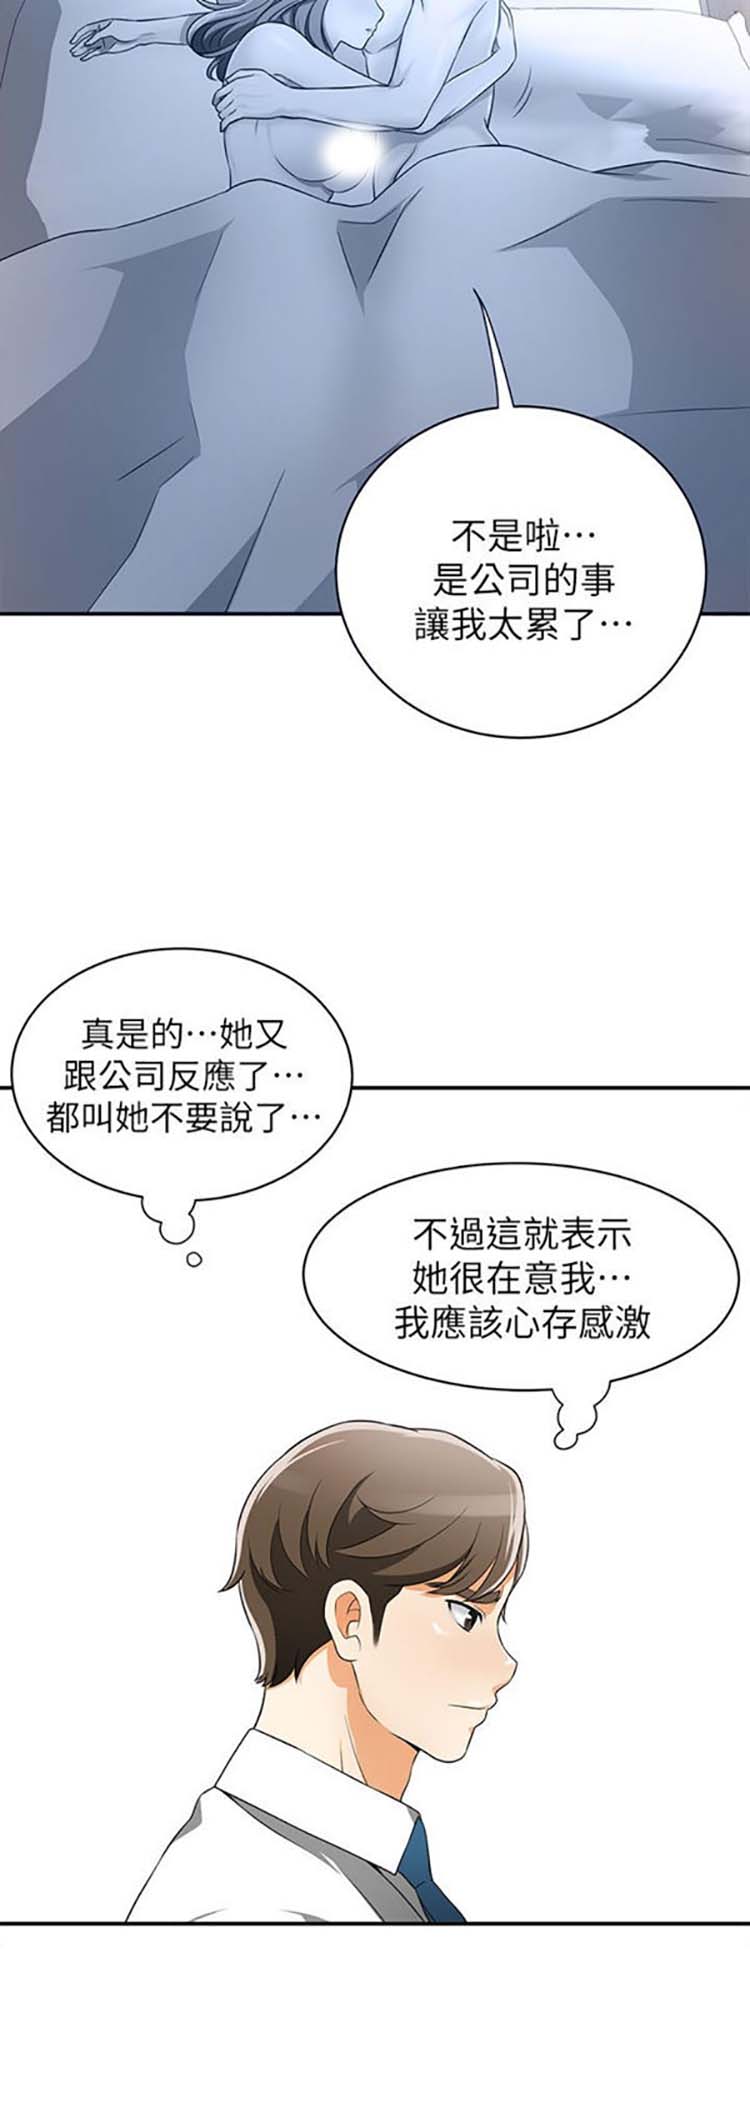 不是啦⋯
是公司的事
讓我太累了⋯
真是的⋯她又
跟公司反應了⋯
都叫她不要說了⋯
不過這就表示
她很在意我⋯
我應該心存感激